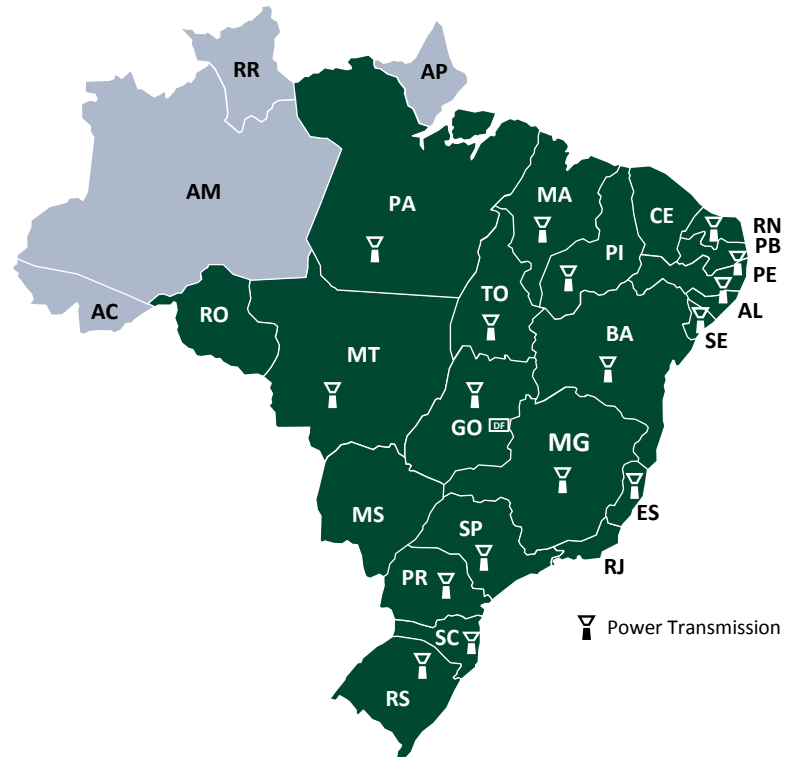 RR
AP
AM
PA
MA
CE
RN
PB
PI
PE
TO
AL
AC
RO
BA
SE
MT
GO
DF
MG
MS
SP
ES
RJ
PR
Power Transmission
SC
RS